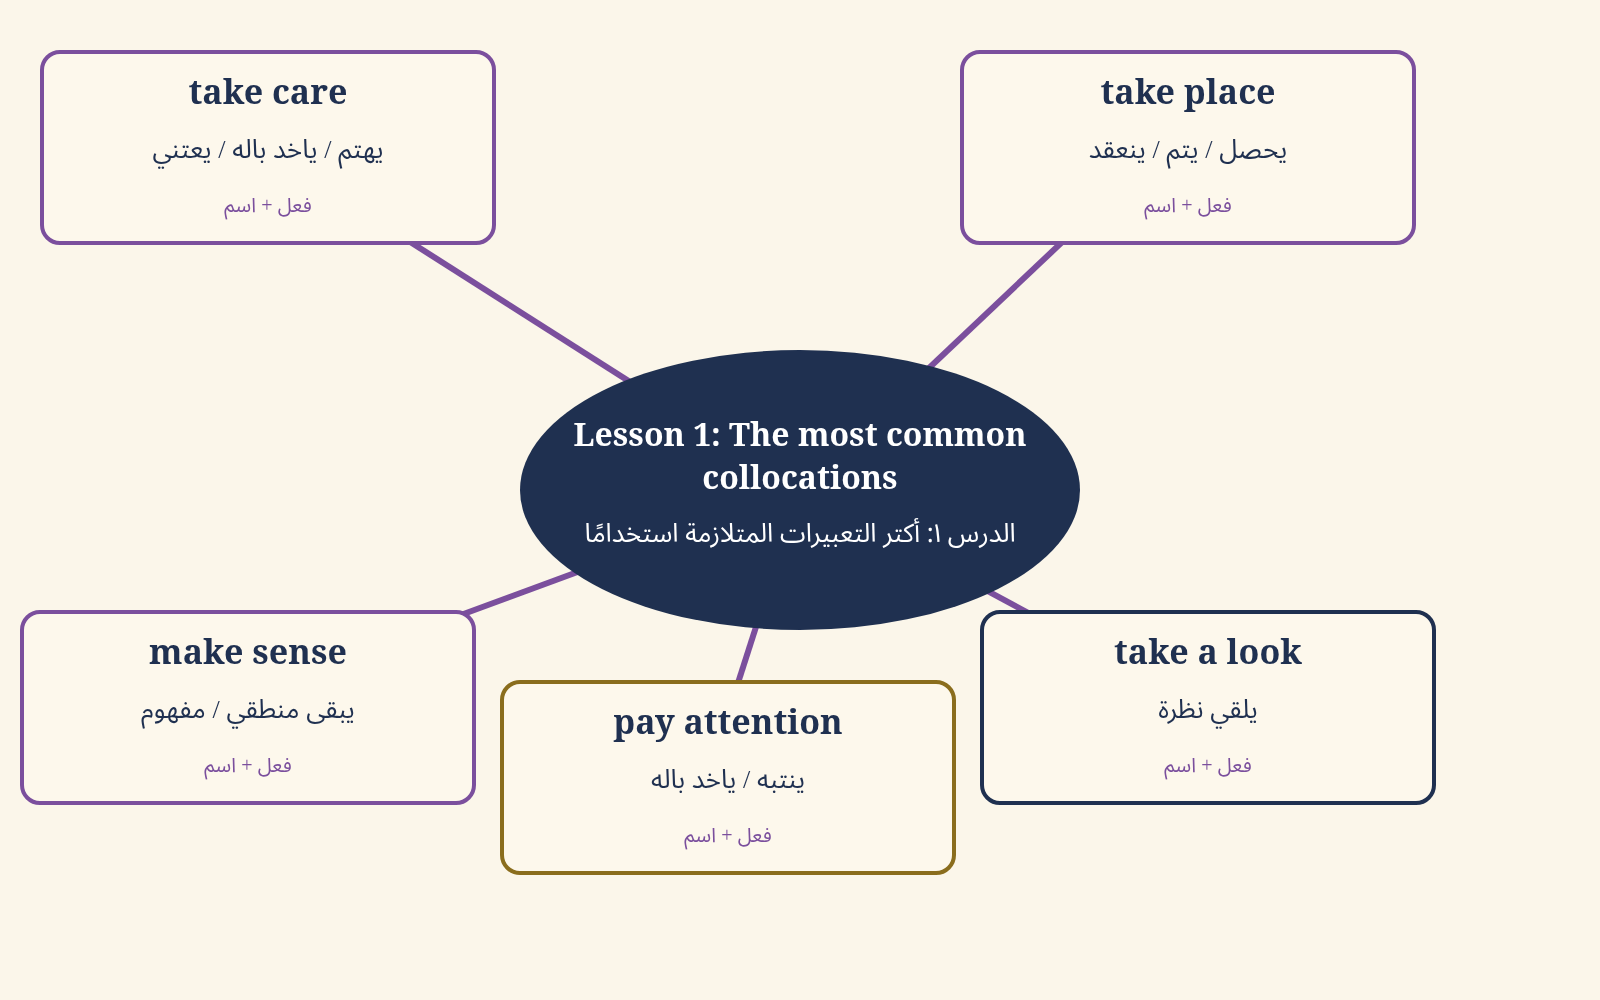 take care
يهتم / ياخد باله / يعتني
فعل + اسم
take place
يحصل / يتم / ينعقد
فعل + اسم
Lesson 1: The most common
collocations
الدرس ١: أكتر التعبيرات المتلازمة استخدامًا
make sense
يبقى منطقي / مفهوم
فعل + اسم
pay attention
ينتبه / ياخد باله
فعل + اسم
take a look
يلقي نظرة
فعل + اسم